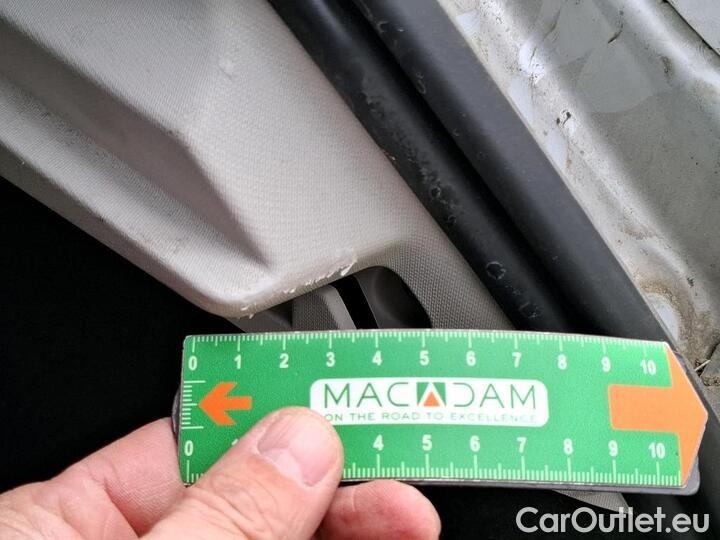 0 1 2 3 4 5 6 7 8 9 10
MACADAM
ON THE ROAD TO EXCELLENCE
0 1 4 5 6 7 8 9 10
CarOutlet.eu